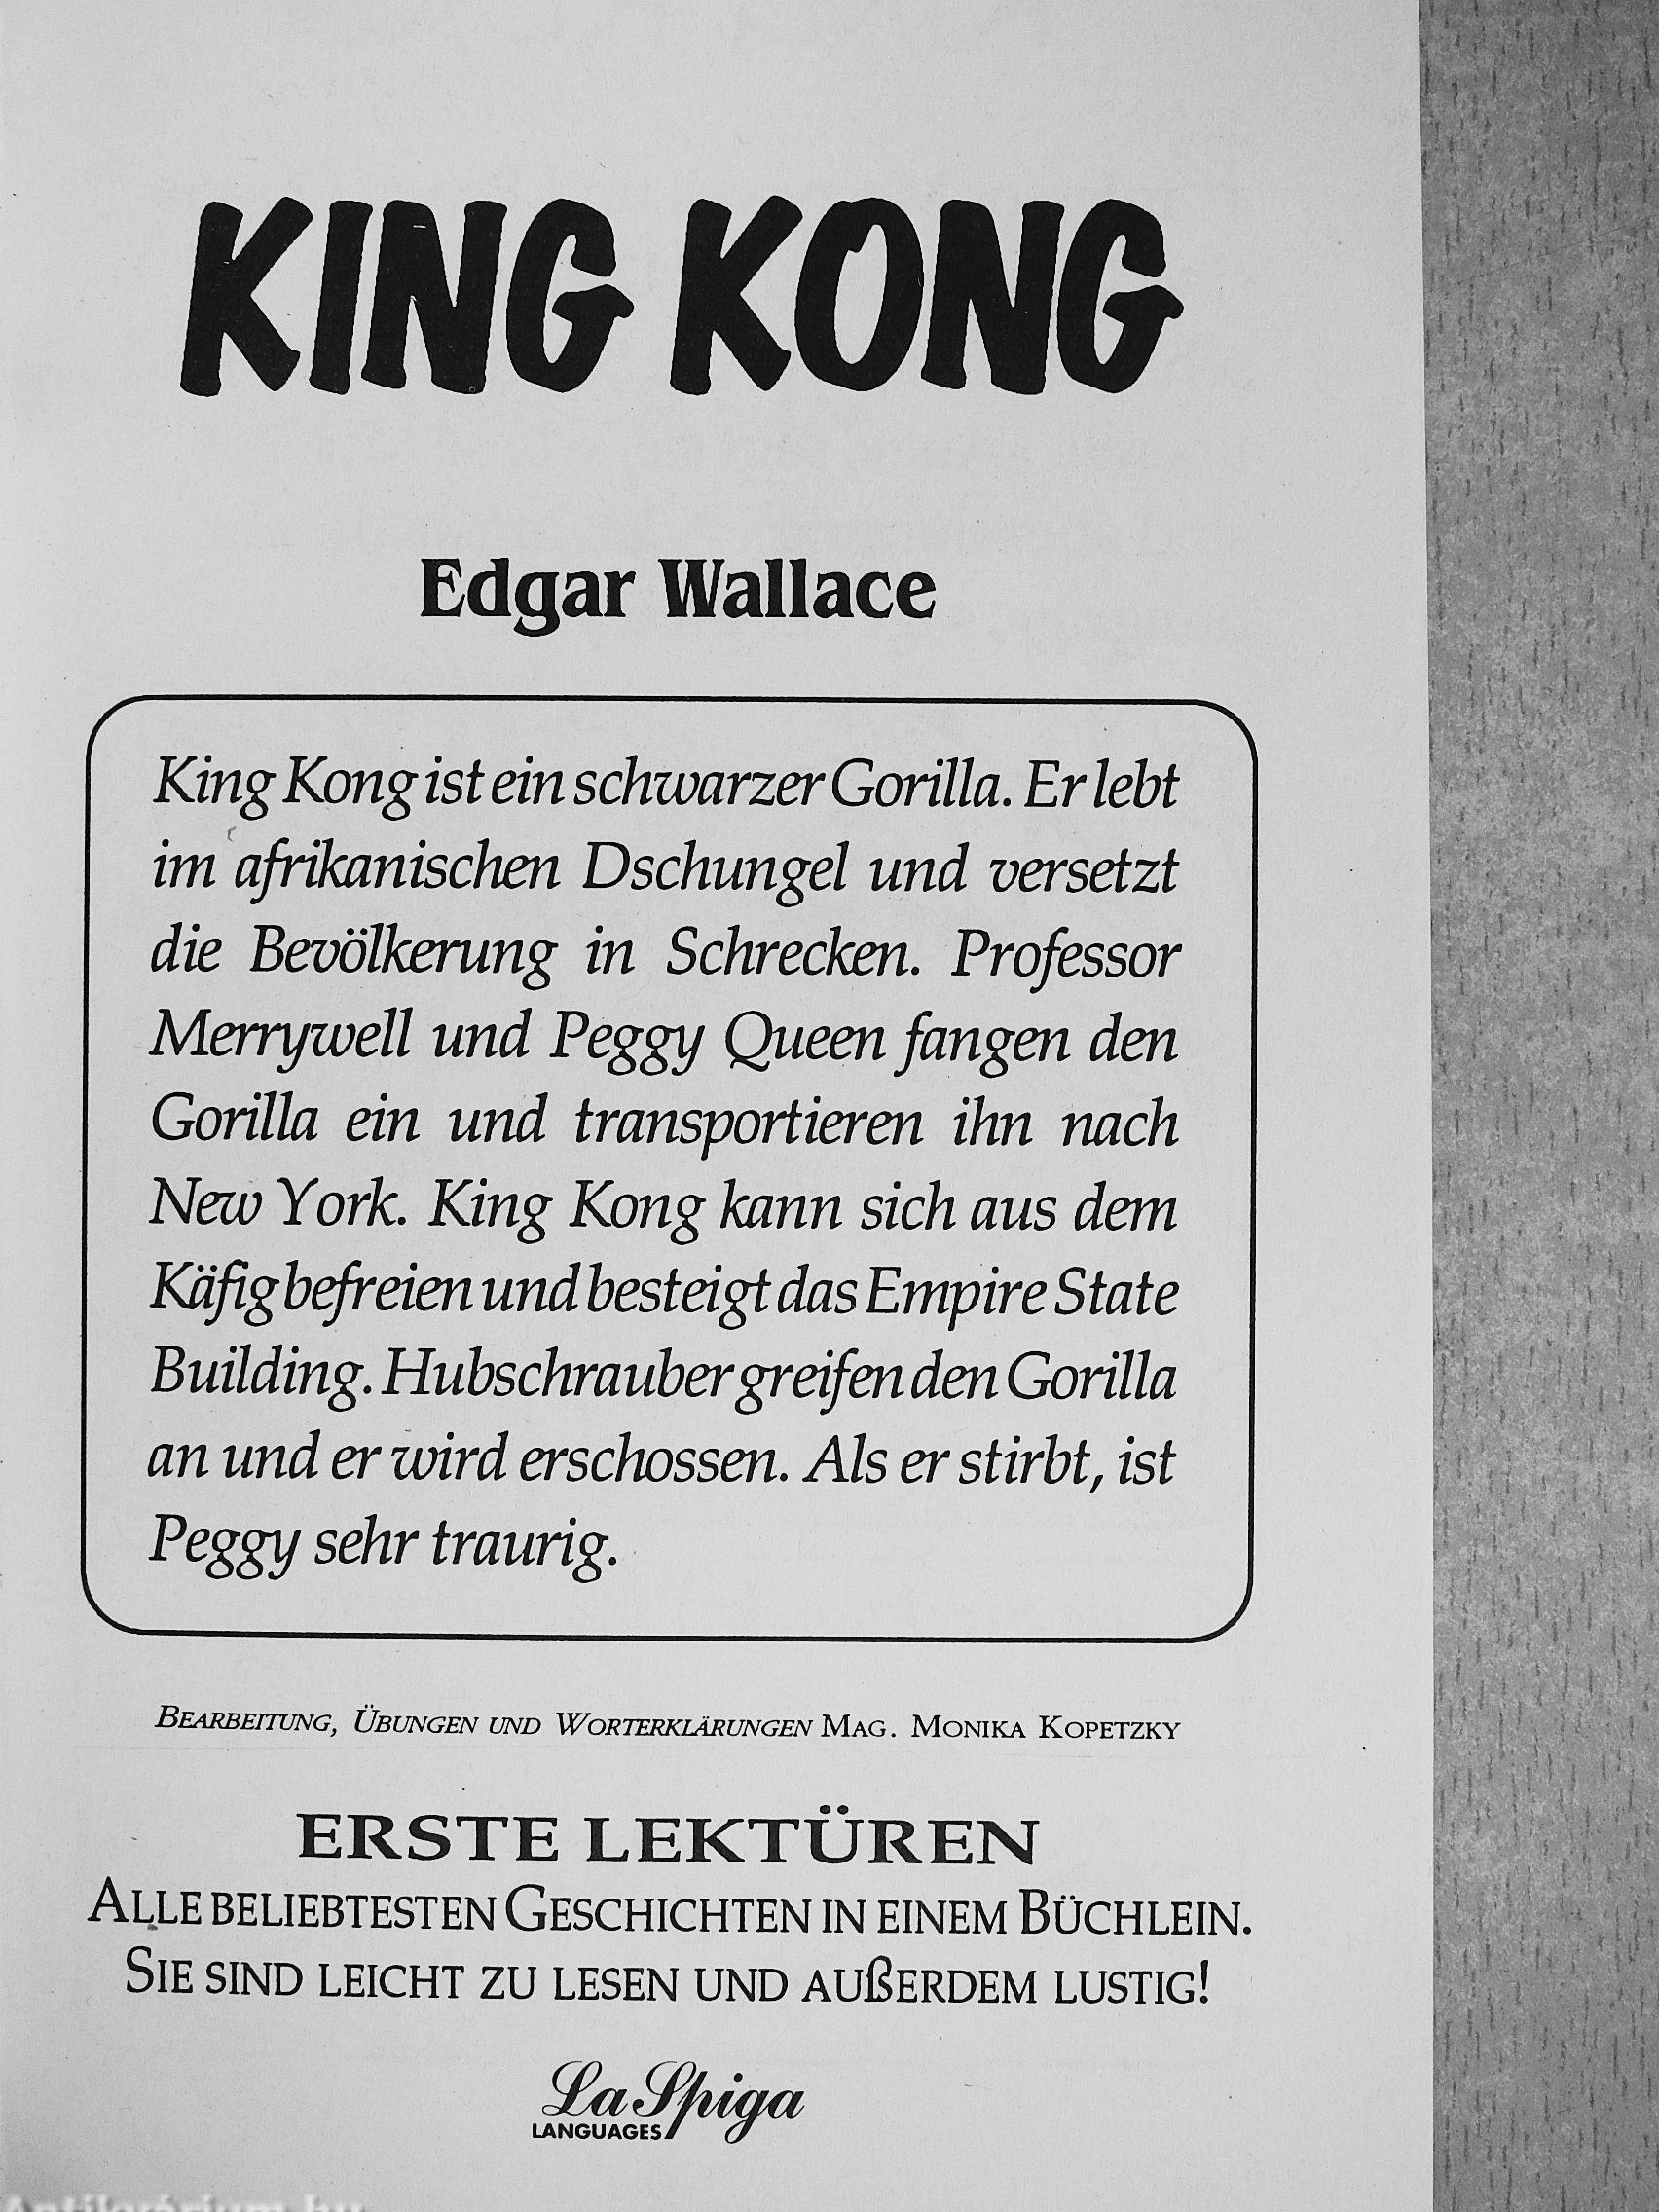 KING KONG
Edgar Wallace
King Kong ist ein schwarzer Gorilla. Er lebt
im afrikanischen Dschungel und versetzt
die Bevölkerung in Schrecken. Professor
Merrywell und Peggy Queen fangen den
Gorilla ein und transportieren ihn nach
New York. King Kong kann sich aus dem
Käfig befreien und besteigt das Empire State
Building. Hubschrauber greifen den Gorilla
an und er wird erschossen. Als er stirbt, ist
Peggy sehr traurig.
BEARBEITUNG, ÜBUNGEN UND WORTERKLÄRUNGEN MAG. MONIKA KOPETZKY
ERSTE LEKTÜREN
ALLE BELIEBTESTEN GESCHICHTEN IN EINEM BÜCHLEIN.
SIE SIND LEICHT ZU LESEN UND AUßERDEM LUSTIG!
La Spiga
LANGUAGES